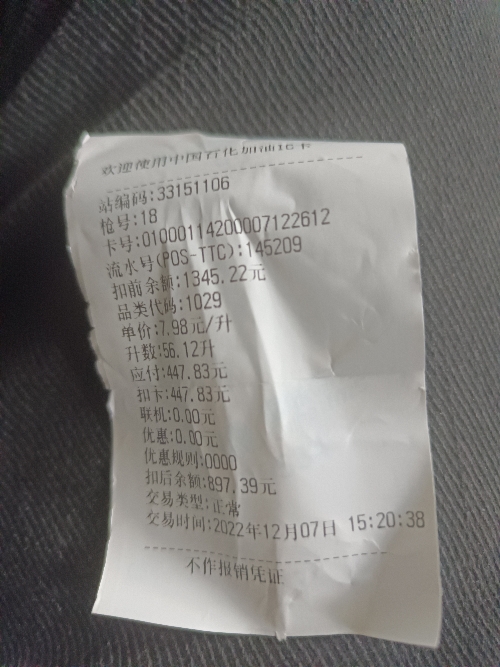 欢迎使用中国石化加油IC卡
站编码:33151106
枪号:18
卡号:01000114200007122612
流水号(POS-TTC):145209
扣前余额:1345.22元
品类代码:1029
单价:7.98元/升
升数:56.12升
应付:447.83元
扣卡:447.83元
联机:0.00元
优惠:0.00元
优惠规则:0000
扣后余额:897.39元
交易类型:正常
交易时间:2022年12月07日 15:20:38
不作报销凭证